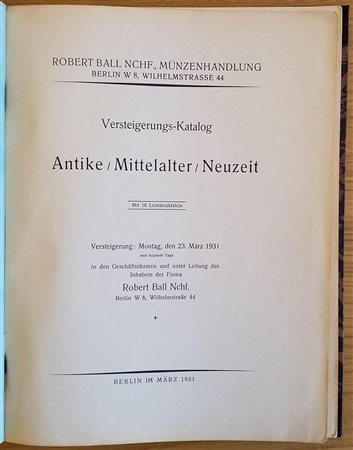 ROBERT BALL NCHF., MÜNZENHANDLUNG
BERLIN W 8, WILHELMSTRASSE 44
Versteigerungs-Katalog
Antike / Mittelalter / Neuzeit
Mit 16 Lichtdrucktafeln
Versteigerung: Montag, den 23. März 1931
und folgende Tage
in den Geschäftsräumen und unter Leitung des
Inhabers der Firma
Robert Ball Nchf.
Berlin W 8, Wilhelmstraße 44
BERLIN IM MÄRZ 1931